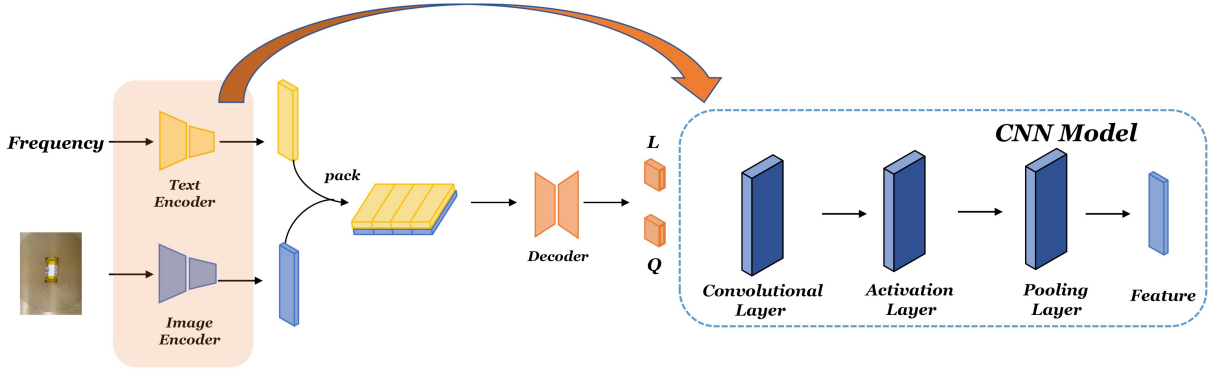 Frequency
Text
Encoder
Image
Encoder
pack
Decoder
L
Q
CNN Model
Convolutional
Layer
Activation
Layer
Pooling
Layer
Feature